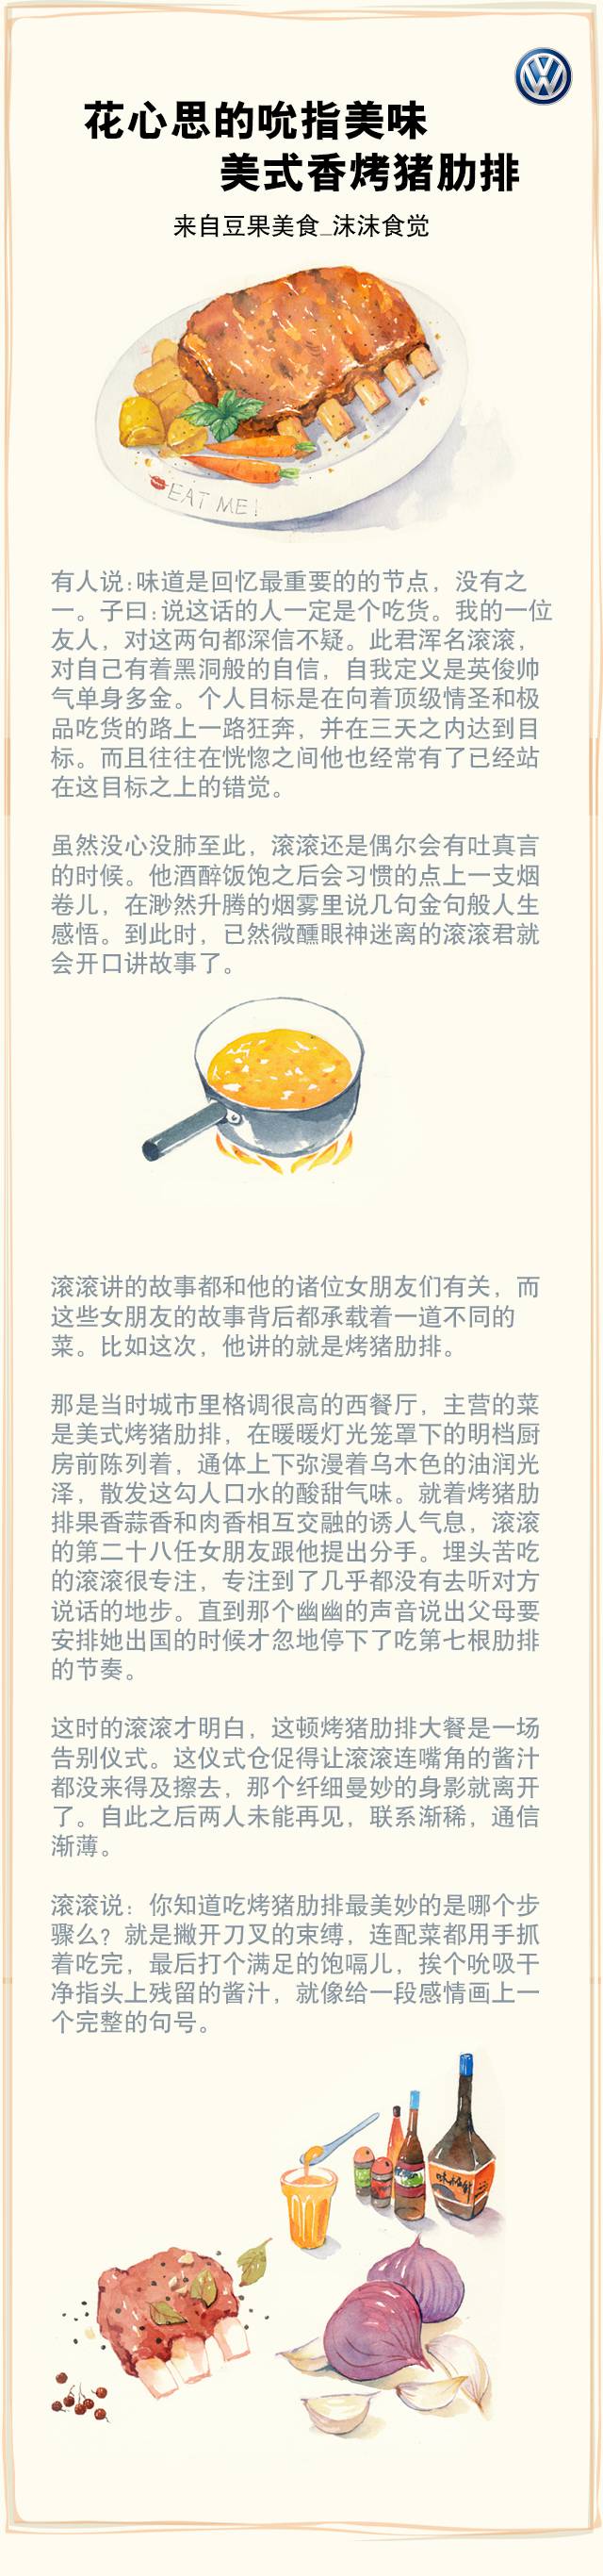 花心思的吮指美味
美式香烤猪肋排
来自豆果美食_沫沫食觉
EAT ME!
有人说:味道是回忆最重要的的节点，没有之
一。子曰:说这话的人一定是个吃货。我的一位
友人，对这两句都深信不疑。此君浑名滚滚，
对自己有着黑洞般的自信，自我定义是英俊帅
气单身多金。个人目标是在向着顶级情圣和极
品吃货的路上一路狂奔，并在三天之内达到目
标。而且往往在恍惚之间他也经常有了已经站
在这目标之上的错觉。
虽然没心没肺至此，滚滚还是偶尔会有吐真言
的时候。他酒醉饭饱之后会习惯的点上一支烟
卷儿，在渺然升腾的烟雾里说几句金句般人生
感悟。到此时，已然微醺眼神迷离的滚滚君就
会开口讲故事了。
滚滚讲的故事都和他的诸位女朋友们有关，而
这些女朋友的故事背后都承载着一道不同的
菜。比如这次，他讲的就是烤猪肋排。
那是当时城市里格调很高的西餐厅，主营的菜
是美式烤猪肋排，在暖暖灯光笼罩下的明档厨
房前陈列着，通体上下弥漫着乌木色的油润光
泽，散发这勾人口水的酸甜气味。就着烤猪肋
排果香蒜香和肉香相互交融的诱人气息，滚滚
的第二十八任女朋友跟他提出分手。埋头苦吃
的滚滚很专注，专注到了几乎都没有去听对方
说话的地步。直到那个幽幽的声音说出父母要
安排她出国的时候才忽地停下了吃第七根肋排
的节奏。
这时的滚滚才明白，这顿烤猪肋排大餐是一场
告别仪式。这仪式仓促得让滚滚连嘴角的酱汁
都没来得及擦去，那个纤细曼妙的身影就离开
了。自此之后两人未能再见，联系渐稀，通信
渐薄。
滚滚说：你知道吃烤猪肋排最美妙的是哪个步
骤么？就是撇开刀叉的束缚，连配菜都用手抓
着吃完，最后打个满足的饱嗝儿，挨个吮吸干
净指头上残留的酱汁，就像给一段感情画上一
个完整的句号。